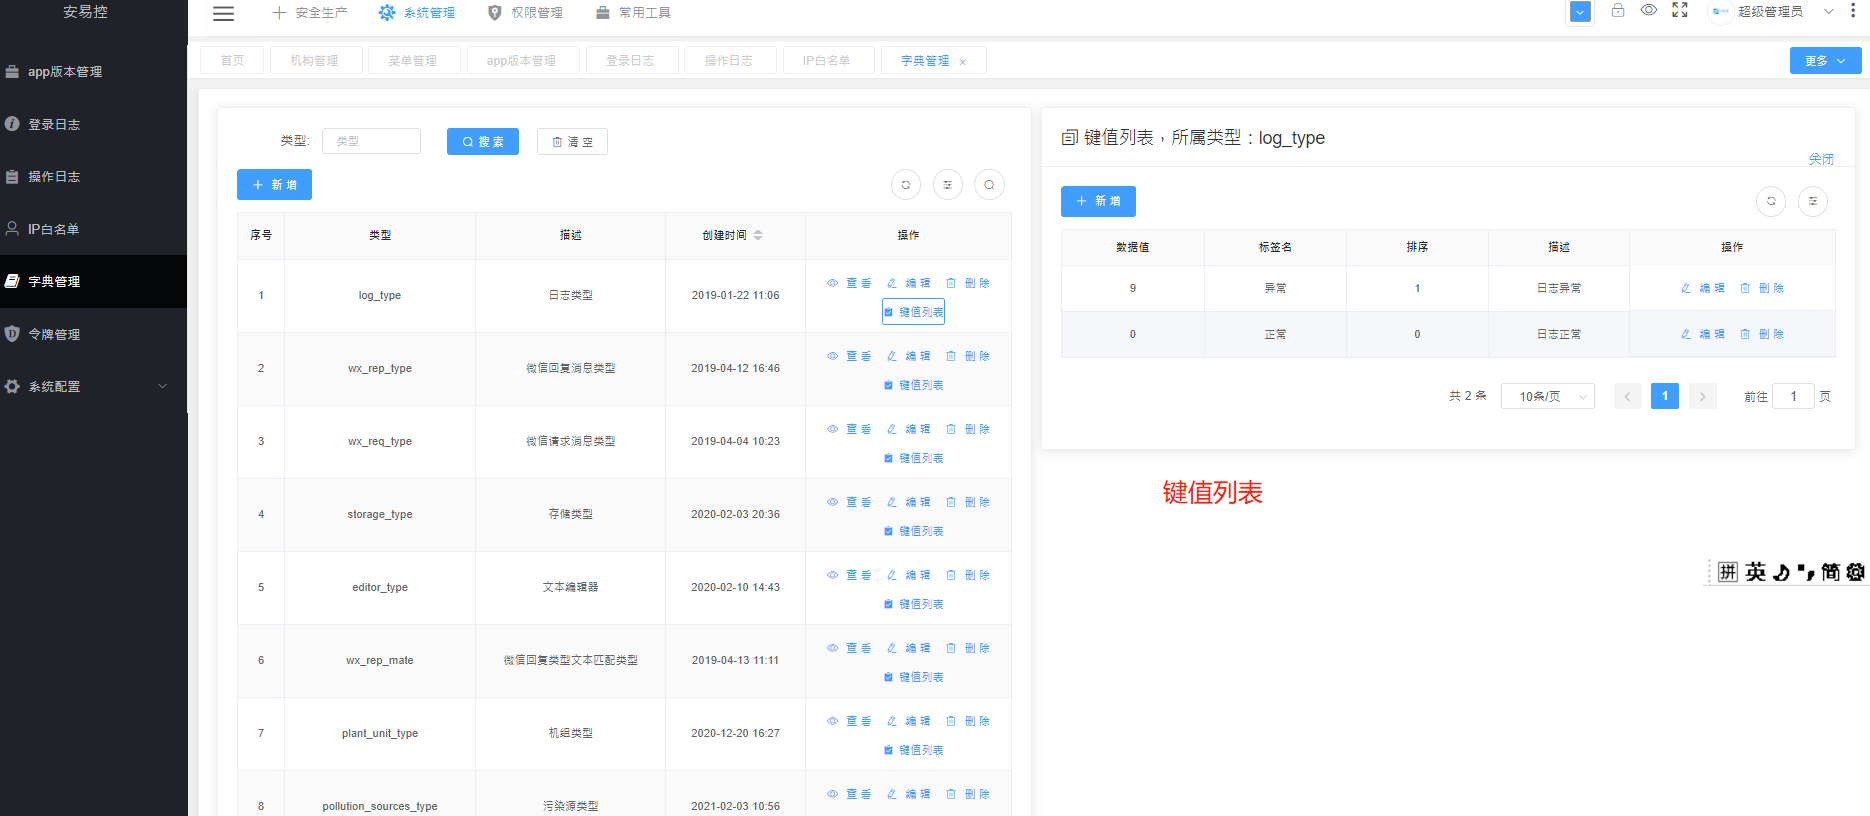 安易控
安全生产 系统管理 权限管理 常用工具 超级管理员
app版本管理
登录日志
操作日志
IP白名单
字典管理
令牌管理
系统配置
首页 机构管理 菜单管理 app版本管理 登录日志 操作日志 IP白名单 字典管理 更多
类型: 类型 搜 索 清 空
新 增
序号 类型 描述 创建时间 操作
1 log_type 日志类型 2019-01-22 11:06 查 看 编 辑 删 除
键值列表
2 wx_rep_type 微信回复消息类型 2019-04-12 16:46 查 看 编 辑 删 除
键值列表
3 wx_req_type 微信请求消息类型 2019-04-04 10:23 查 看 编 辑 删 除
键值列表
4 storage_type 存储类型 2020-02-03 20:36 查 看 编 辑 删 除
键值列表
5 editor_type 文本编辑器 2020-02-10 14:43 查 看 编 辑 删 除
键值列表
6 wx_rep_mate 微信回复类型文本匹配类型 2019-04-13 11:11 查 看 编 辑 删 除
键值列表
7 plant_unit_type 机组类型 2020-12-20 16:27 查 看 编 辑 删 除
键值列表
8 pollution_sources_type 污染源类型 2021-02-03 10:56 查 看 编 辑 删 除
键值列表，所属类型：log_type
关闭
新 增
数据值 标签名 排序 描述 操作
9 异常 1 日志异常 编 辑 删 除
0 正常 0 日志正常 编 辑 删 除
共 2 条 10条/页 1 前往 1 页
键值列表
拼 英 简